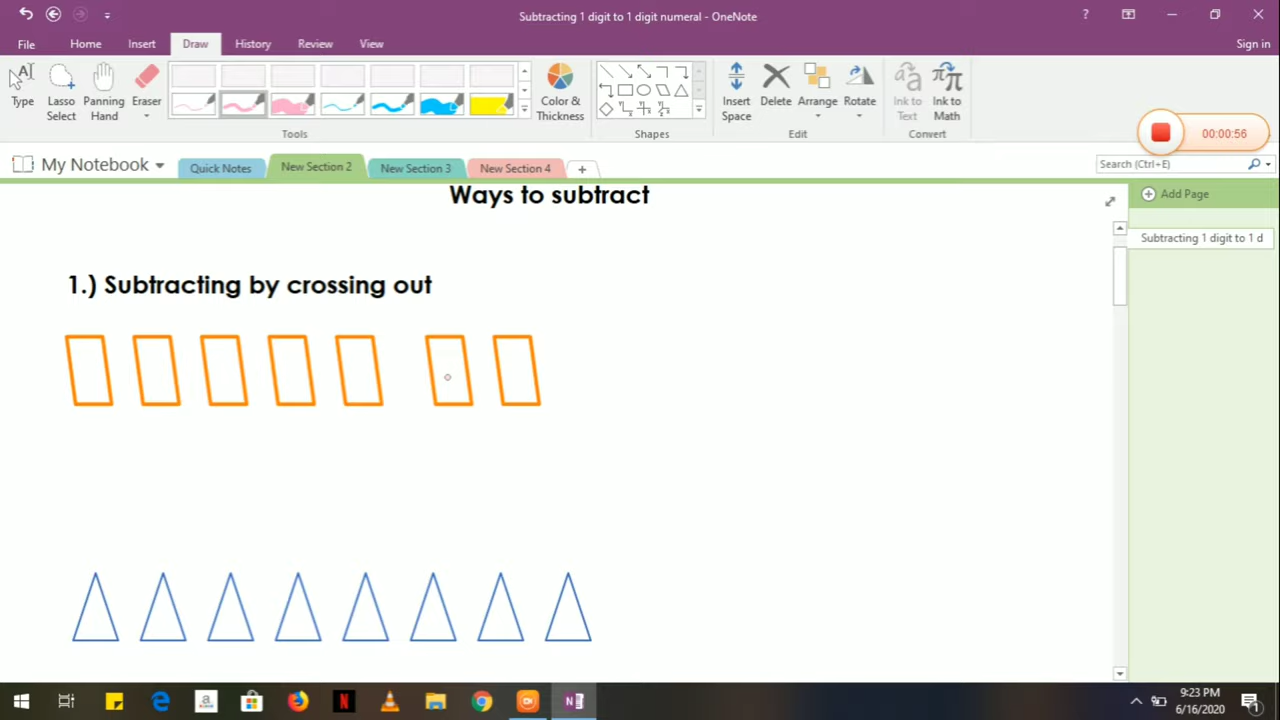 Subtracting 1 digit to 1 digit numeral - OneNote
?
File Home Insert Draw History Review View Sign in
Type
Lasso Select
Panning Hand
Eraser
Color & Thickness
Insert Space
Delete
Arrange
Rotate
Ink to Text
Ink to Math
Tools Shapes Edit Convert
00:00:56
My Notebook Quick Notes New Section 2 New Section 3 New Section 4 +
Search (Ctrl+E)
Add Page
Subtracting 1 digit to 1 d
Ways to subtract
1.) Subtracting by crossing out
9:23 PM
6/16/2020